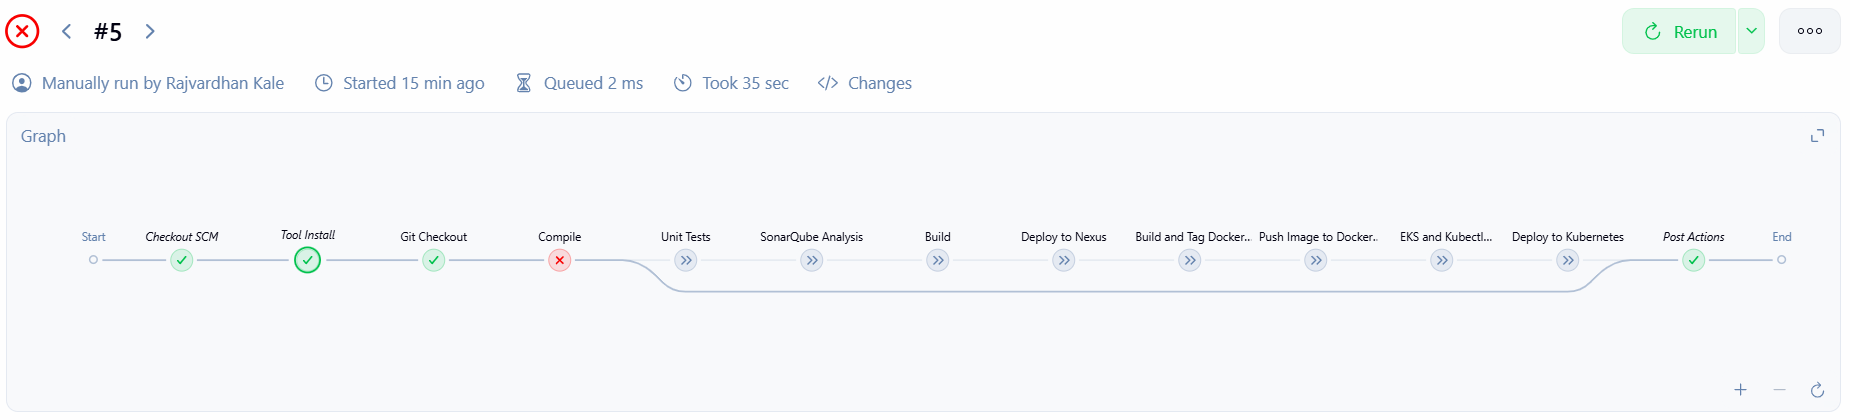 #5
Rerun
Manually run by Rajvardhan Kale Started 15 min ago Queued 2 ms Took 35 sec Changes
Graph
Start Checkout SCM Tool Install Git Checkout Compile Unit Tests SonarQube Analysis Build Deploy to Nexus Build and Tag Docker... Push Image to Docker... EKS and Kubectl... Deploy to Kubernetes Post Actions End